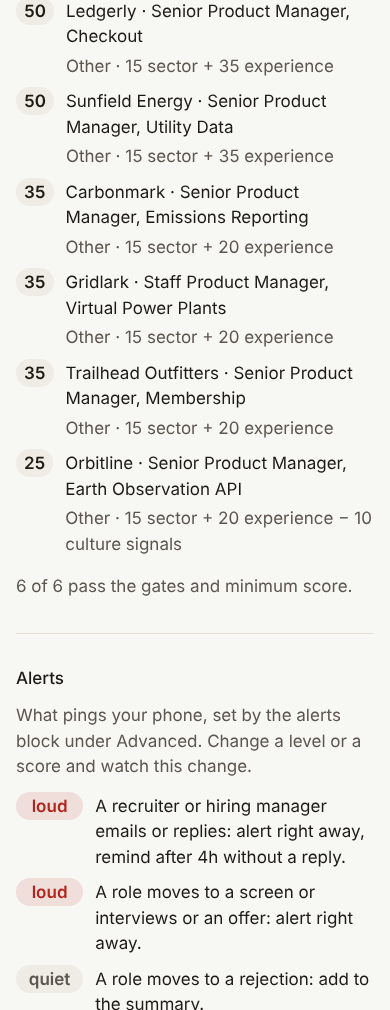 50 Ledgerly · Senior Product Manager,
Checkout
Other · 15 sector + 35 experience
50 Sunfield Energy · Senior Product
Manager, Utility Data
Other · 15 sector + 35 experience
35 Carbonmark · Senior Product
Manager, Emissions Reporting
Other · 15 sector + 20 experience
35 Gridlark · Staff Product Manager,
Virtual Power Plants
Other · 15 sector + 20 experience
35 Trailhead Outfitters · Senior Product
Manager, Membership
Other · 15 sector + 20 experience
25 Orbitline · Senior Product Manager,
Earth Observation API
Other · 15 sector + 20 experience − 10
culture signals
6 of 6 pass the gates and minimum score.
Alerts
What pings your phone, set by the alerts
block under Advanced. Change a level or a
score and watch this change.
loud A recruiter or hiring manager
emails or replies: alert right away,
remind after 4h without a reply.
loud A role moves to a screen or
interviews or an offer: alert right
away.
quiet A role moves to a rejection: add to
the summary.